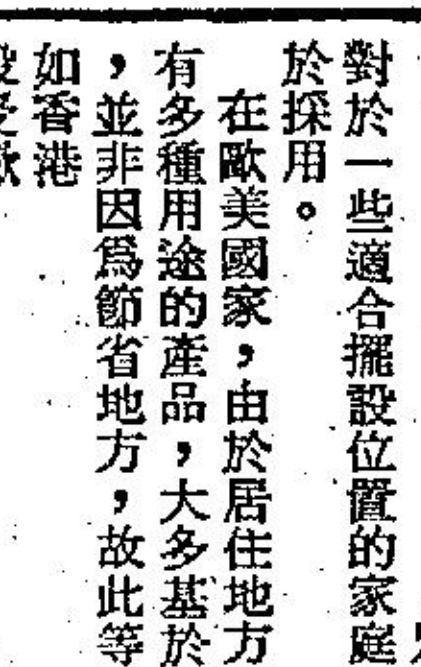 對於一些適合擺設位置的家庭
於採用。
在歐美國家，由於居住地方
有多種用途的產品，大多基於
，並非因爲節省地方，故此等
如香港